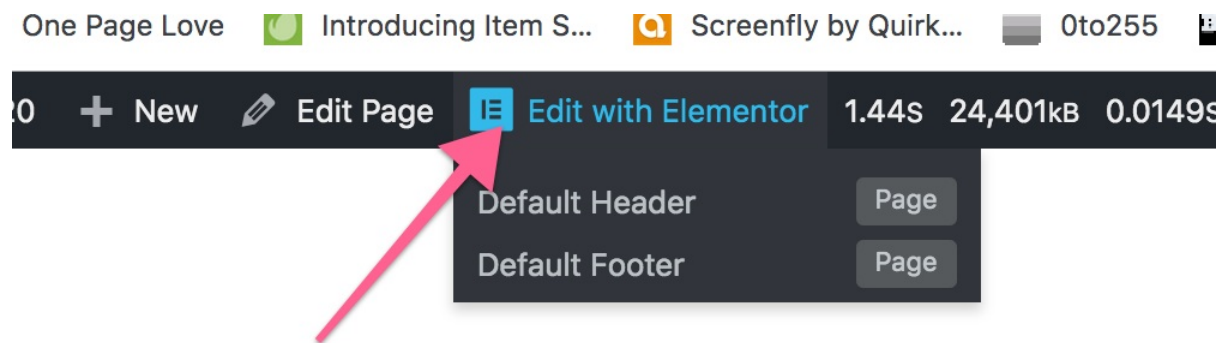 One Page Love Introducing Item S... Screenfly by Quirk... 0to255
:0 New Edit Page Edit with Elementor 1.44S 24,401KB 0.0149S
Default Header Page
Default Footer Page